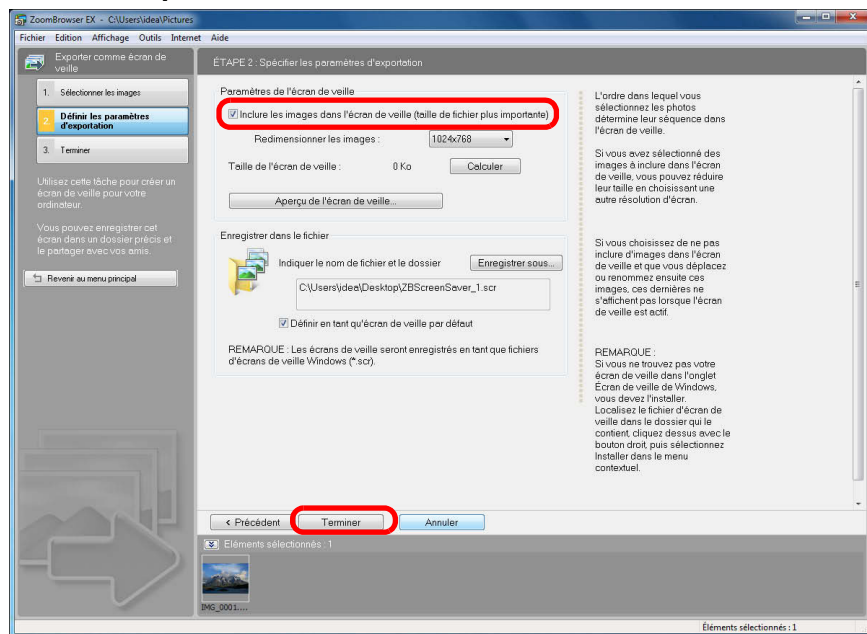 ZoomBrowser EX - C:\Users\idea\Pictures
Fichier Edition Affichage Outils Internet Aide
Exporter comme écran de
veille
1. Sélectionner les images
2. Définir les paramètres
d'exportation
3. Terminer
Utilisez cette tâche pour créer un
écran de veille pour votre
ordinateur.
Vous pouvez enregistrer cet
écran dans un dossier précis et
le partager avec vos amis.
Revenir au menu principal
ÉTAPE 2 : Spécifier les paramètres d'exportation
Paramètres de l'écran de veille
Inclure les images dans l'écran de veille (taille de fichier plus importante)
Redimensionner les images : 1024x768
Taille de l'écran de veille : 0 Ko Calculer
Aperçu de l'écran de veille...
Enregistrer dans le fichier
Indiquer le nom de fichier et le dossier Enregistrer sous...
C:\Users\idea\Desktop\ZBScreenSaver_1.scr
Définir en tant qu'écran de veille par défaut
REMARQUE : Les écrans de veille seront enregistrés en tant que fichiers
d'écrans de veille Windows (*.scr).
L'ordre dans lequel vous
sélectionnez les photos
détermine leur séquence dans
l'écran de veille.
Si vous avez sélectionné des
images à inclure dans l'écran
de veille, vous pouvez réduire
leur taille en choisissant une
autre résolution d'écran.
Si vous choisissez de ne pas
inclure d'images dans l'écran
de veille et que vous déplacez
ou renommez ensuite ces
images, ces dernières ne
s'affichent pas lorsque l'écran
de veille est actif.
REMARQUE :
Si vous ne trouvez pas votre
écran de veille dans l'onglet
Écran de veille de Windows,
vous devez l'installer.
Localisez le fichier d'écran de
veille dans le dossier qui le
contient, cliquez dessus avec le
bouton droit, puis sélectionnez
Installer dans le menu
contextuel.
< Précédent Terminer Annuler
Eléments sélectionnés : 1
IMG_0001....
Éléments sélectionnés : 1